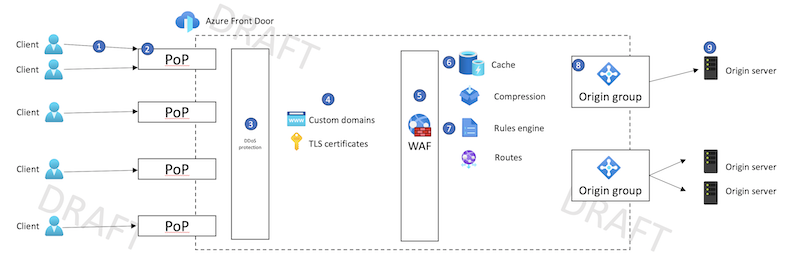 Azure Front Door
DRAFT
Client
1
2
PoP
Client
Client
PoP
Client
PoP
Client
PoP
DRAFT
3
DDoS
protection
4
Custom domains
TLS certificates
5
WAF
6
Cache
Compression
7
Rules engine
Routes
8
Origin group
9
Origin server
Origin group
Origin server
Origin server
DRAFT